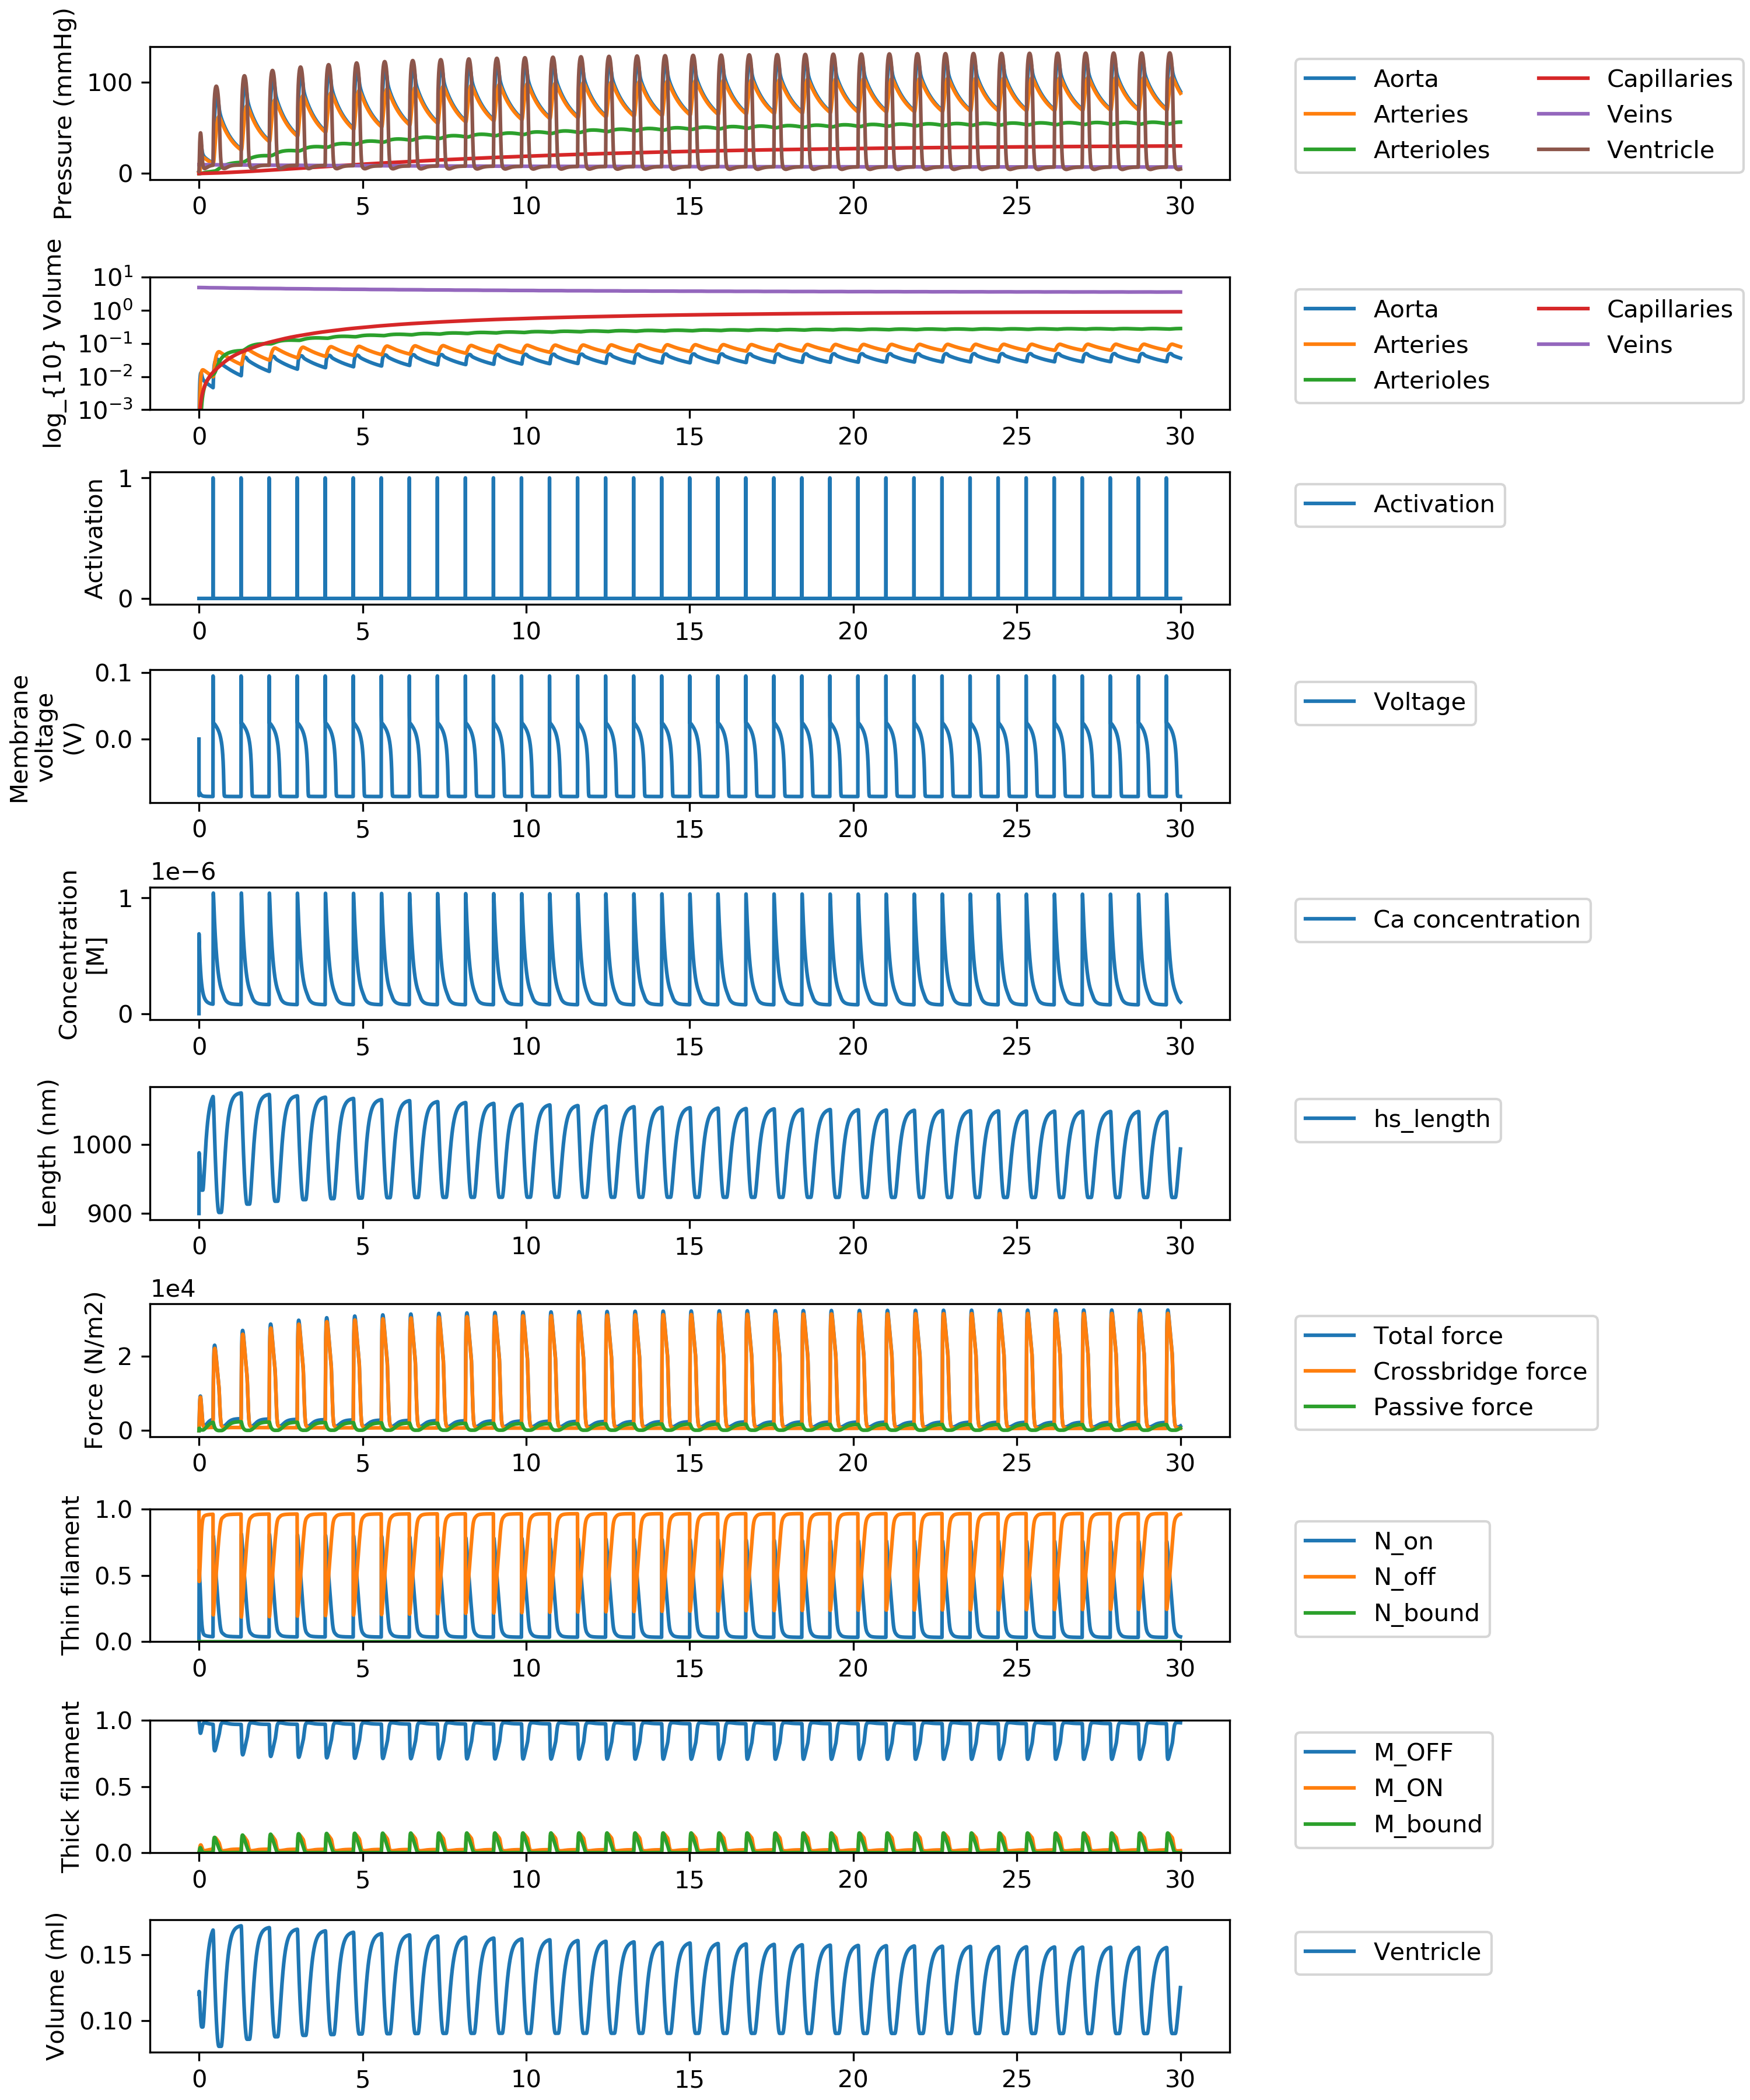 Pressure (mmHg)
100
0
0 5 10 15 20 25 30
Aorta Capillaries
Arteries Veins
Arterioles Ventricle
log_{10} Volume
10¹
10⁰
10⁻¹
10⁻²
10⁻³
0 5 10 15 20 25 30
Aorta Capillaries
Arteries Veins
Arterioles
Activation
1
0
0 5 10 15 20 25 30
Activation
Membrane
voltage
(V)
0.1
0.0
0 5 10 15 20 25 30
Voltage
1e−6
Concentration
[M]
1
0
0 5 10 15 20 25 30
Ca concentration
Length (nm)
1000
900
0 5 10 15 20 25 30
hs_length
1e4
Force (N/m2)
2
0
0 5 10 15 20 25 30
Total force
Crossbridge force
Passive force
Thin filament
1.0
0.5
0.0
0 5 10 15 20 25 30
N_on
N_off
N_bound
Thick filament
1.0
0.5
0.0
0 5 10 15 20 25 30
M_OFF
M_ON
M_bound
Volume (ml)
0.15
0.10
0 5 10 15 20 25 30
Ventricle